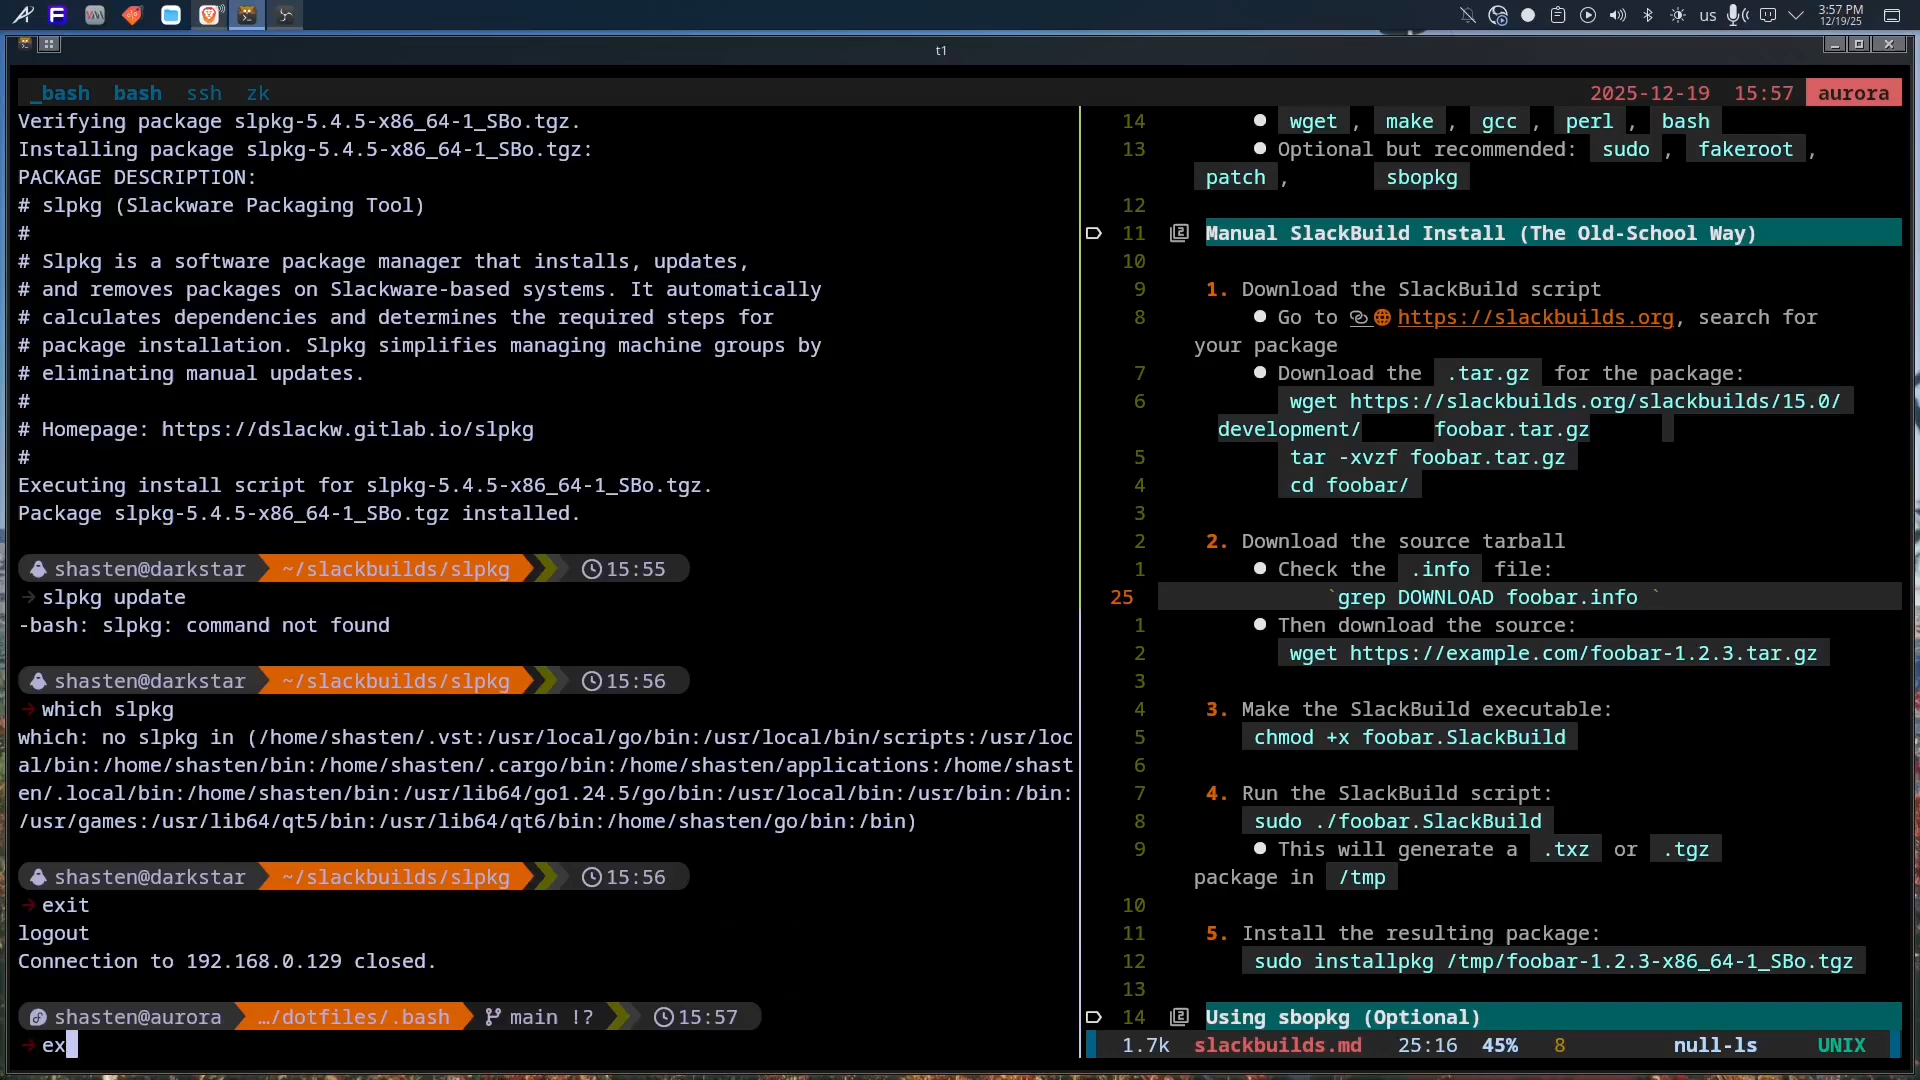 us
3:57 PM
12/19/25
t1
_bash bash ssh zk
2025-12-19 15:57 aurora
Verifying package slpkg-5.4.5-x86_64-1_SBo.tgz.
Installing package slpkg-5.4.5-x86_64-1_SBo.tgz:
PACKAGE DESCRIPTION:
# slpkg (Slackware Packaging Tool)
#
# Slpkg is a software package manager that installs, updates,
# and removes packages on Slackware-based systems. It automatically
# calculates dependencies and determines the required steps for
# package installation. Slpkg simplifies managing machine groups by
# eliminating manual updates.
#
# Homepage: https://dslackw.gitlab.io/slpkg
#
Executing install script for slpkg-5.4.5-x86_64-1_SBo.tgz.
Package slpkg-5.4.5-x86_64-1_SBo.tgz installed.
shasten@darkstar ~/slackbuilds/slpkg 15:55
slpkg update
-bash: slpkg: command not found
shasten@darkstar ~/slackbuilds/slpkg 15:56
which slpkg
which: no slpkg in (/home/shasten/.vst:/usr/local/go/bin:/usr/local/bin/scripts:/usr/loc
al/bin:/home/shasten/bin:/home/shasten/.cargo/bin:/home/shasten/applications:/home/shast
en/.local/bin:/home/shasten/bin:/usr/lib64/go1.24.5/go/bin:/usr/local/bin:/usr/bin:/bin:
/usr/games:/usr/lib64/qt5/bin:/usr/lib64/qt6/bin:/home/shasten/go/bin:/bin)
shasten@darkstar ~/slackbuilds/slpkg 15:56
exit
logout
Connection to 192.168.0.129 closed.
shasten@aurora …/dotfiles/.bash main !? 15:57
ex
14 ● wget , make , gcc , perl , bash
13 ● Optional but recommended: sudo , fakeroot ,
patch , sbopkg
12
11 2 Manual SlackBuild Install (The Old-School Way)
10
9 1. Download the SlackBuild script
8 ● Go to https://slackbuilds.org, search for
your package
7 ● Download the .tar.gz for the package:
6 wget https://slackbuilds.org/slackbuilds/15.0/
development/ foobar.tar.gz
5 tar -xvzf foobar.tar.gz
4 cd foobar/
3
2 2. Download the source tarball
1 ● Check the .info file:
25 `grep DOWNLOAD foobar.info `
1 ● Then download the source:
2 wget https://example.com/foobar-1.2.3.tar.gz
3
4 3. Make the SlackBuild executable:
5 chmod +x foobar.SlackBuild
6
7 4. Run the SlackBuild script:
8 sudo ./foobar.SlackBuild
9 ● This will generate a .txz or .tgz
package in /tmp
10
11 5. Install the resulting package:
12 sudo installpkg /tmp/foobar-1.2.3-x86_64-1_SBo.tgz
13
14 2 Using sbopkg (Optional)
1.7k slackbuilds.md 25:16 45% 8 null-ls UNIX